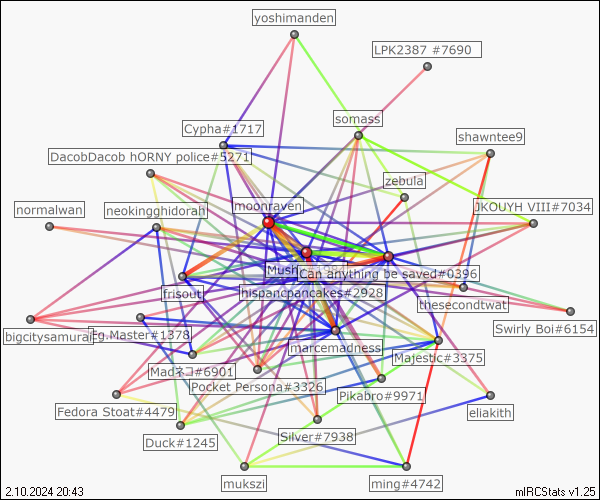 yoshimanden
LPK2387 #7690
somass
Cypha#1717
shawntee9
DacobDacob hORNY police#5271
zebula
normalwan
neokingghidorah
moonraven
JKOUYH VIII#7034
Mush
Can anything be saved#0396
frisout
hispancpancakes#2928
thesecondtwat
bigcitysamurai
Eg.Master#1378
marcemadness
Swirly Boi#6154
Majestic#3375
Madネコ#6901
Pocket Persona#3326
Pikabro#9971
Fedora Stoat#4479
eliakith
Duck#1245
Silver#7938
mukszi
ming#4742
2.10.2024 20:43
mIRCStats v1.25